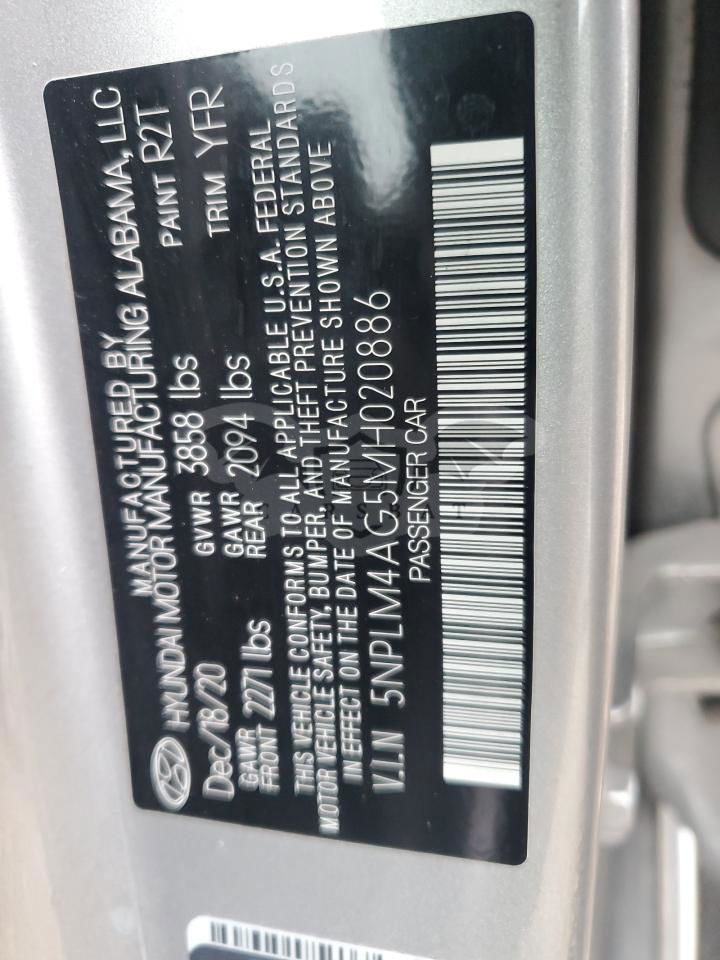 MANUFACTURED BY
HYUNDAI MOTOR MANUFACTURING ALABAMA, LLC
Dec/18/20 GVWR 3858 lbs PAINT R2T
GAWR FRONT 2271 lbs GAWR REAR 2094 lbs TRIM YFR
THIS VEHICLE CONFORMS TO ALL APPLICABLE U.S.A. FEDERAL
MOTOR VEHICLE SAFETY, BUMPER, AND THEFT PREVENTION STANDARDS
IN EFFECT ON THE DATE OF MANUFACTURE SHOWN ABOVE
V.I.N 5NPLM4AG5MH020886
PASSENGER CAR
CARSBAT